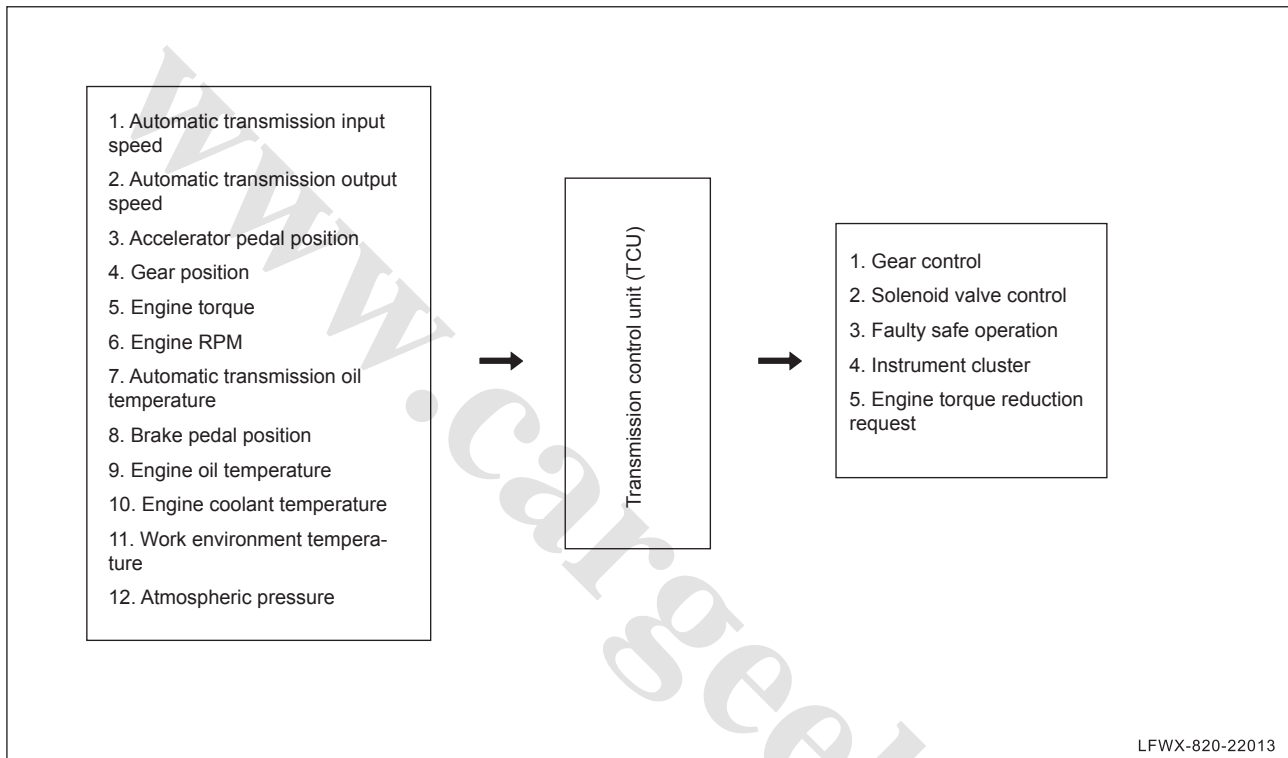 1. Automatic transmission input
speed
2. Automatic transmission output
speed
3. Accelerator pedal position
4. Gear position
5. Engine torque
6. Engine RPM
7. Automatic transmission oil
temperature
8. Brake pedal position
9. Engine oil temperature
10. Engine coolant temperature
11. Work environment tempera-
ture
12. Atmospheric pressure
Transmission control unit (TCU)
1. Gear control
2. Solenoid valve control
3. Faulty safe operation
4. Instrument cluster
5. Engine torque reduction
request
www.cargeek
LFWX-820-22013